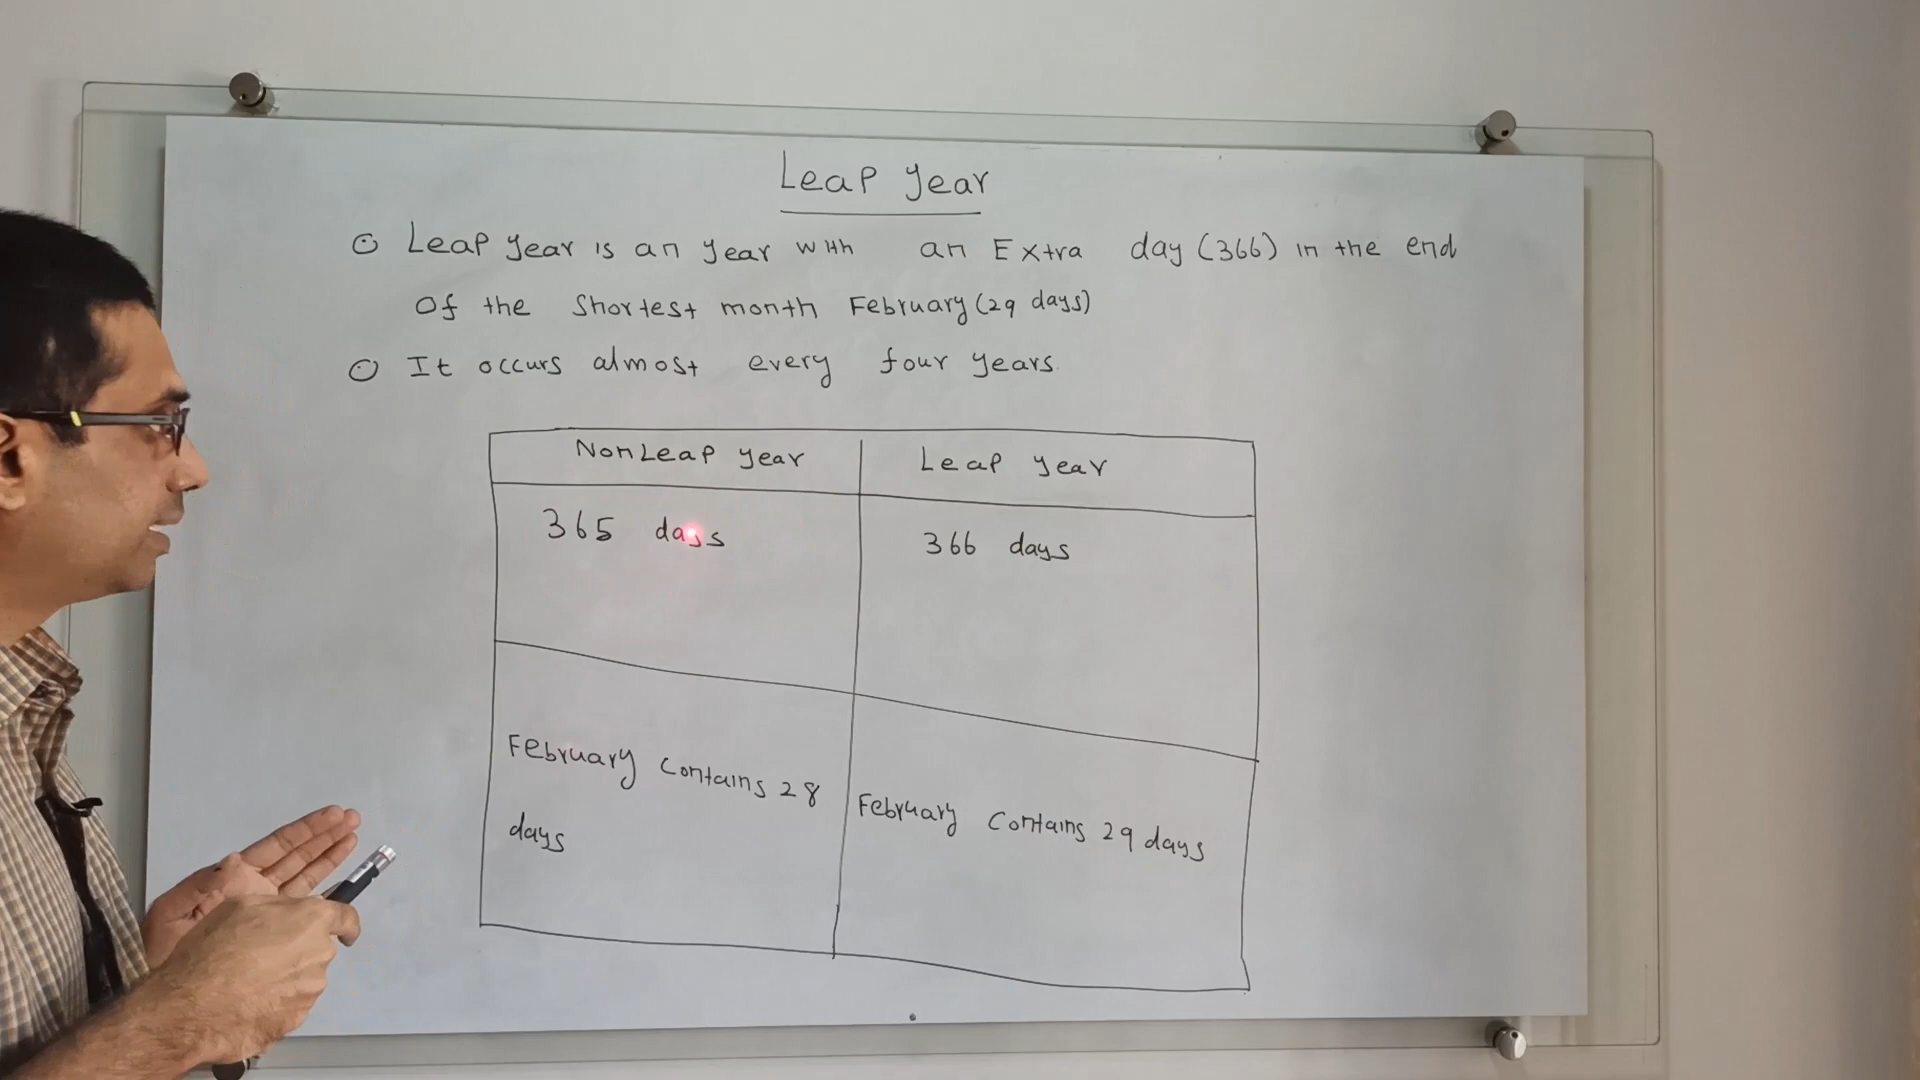 Leap year
Leap year is an year with an Extra day (366) in the end
Of the Shortest month February (29 days)
It occurs almost every four years.
NonLeap year
Leap year
365 days
366 days
February contains 28
days
February contains 29 days